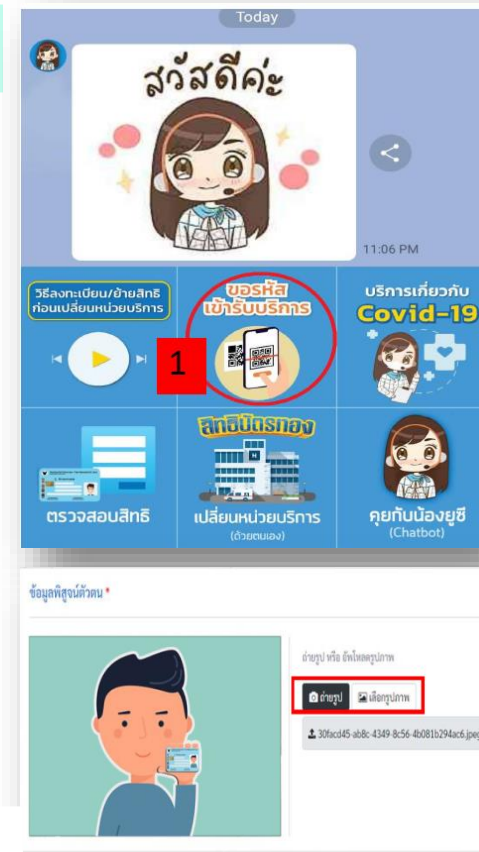 Today
สวัสดีค่ะ
11:06 PM
วิธีลงทะเบียน/ย้ายสิทธิ
ก่อนเปลี่ยนหน่วยบริการ
ขอรหัส
เข้ารับบริการ
1
บริการเกี่ยวกับ
Covid-19
ตรวจสอบสิทธิ
สิทธิบัตรทอง
H
เปลี่ยนหน่วยบริการ
(ด้วยตนเอง)
คุยกับน้องยูซี
(Chatbot)
ข้อมูลพิสูจน์ตัวตน *
ถ่ายรูป หรือ อัพโหลดรูปภาพ
ถ่ายรูป
เลือกรูปภาพ
30facd45-ab8c-4349-8c56-4b081b294ac6.jpeg